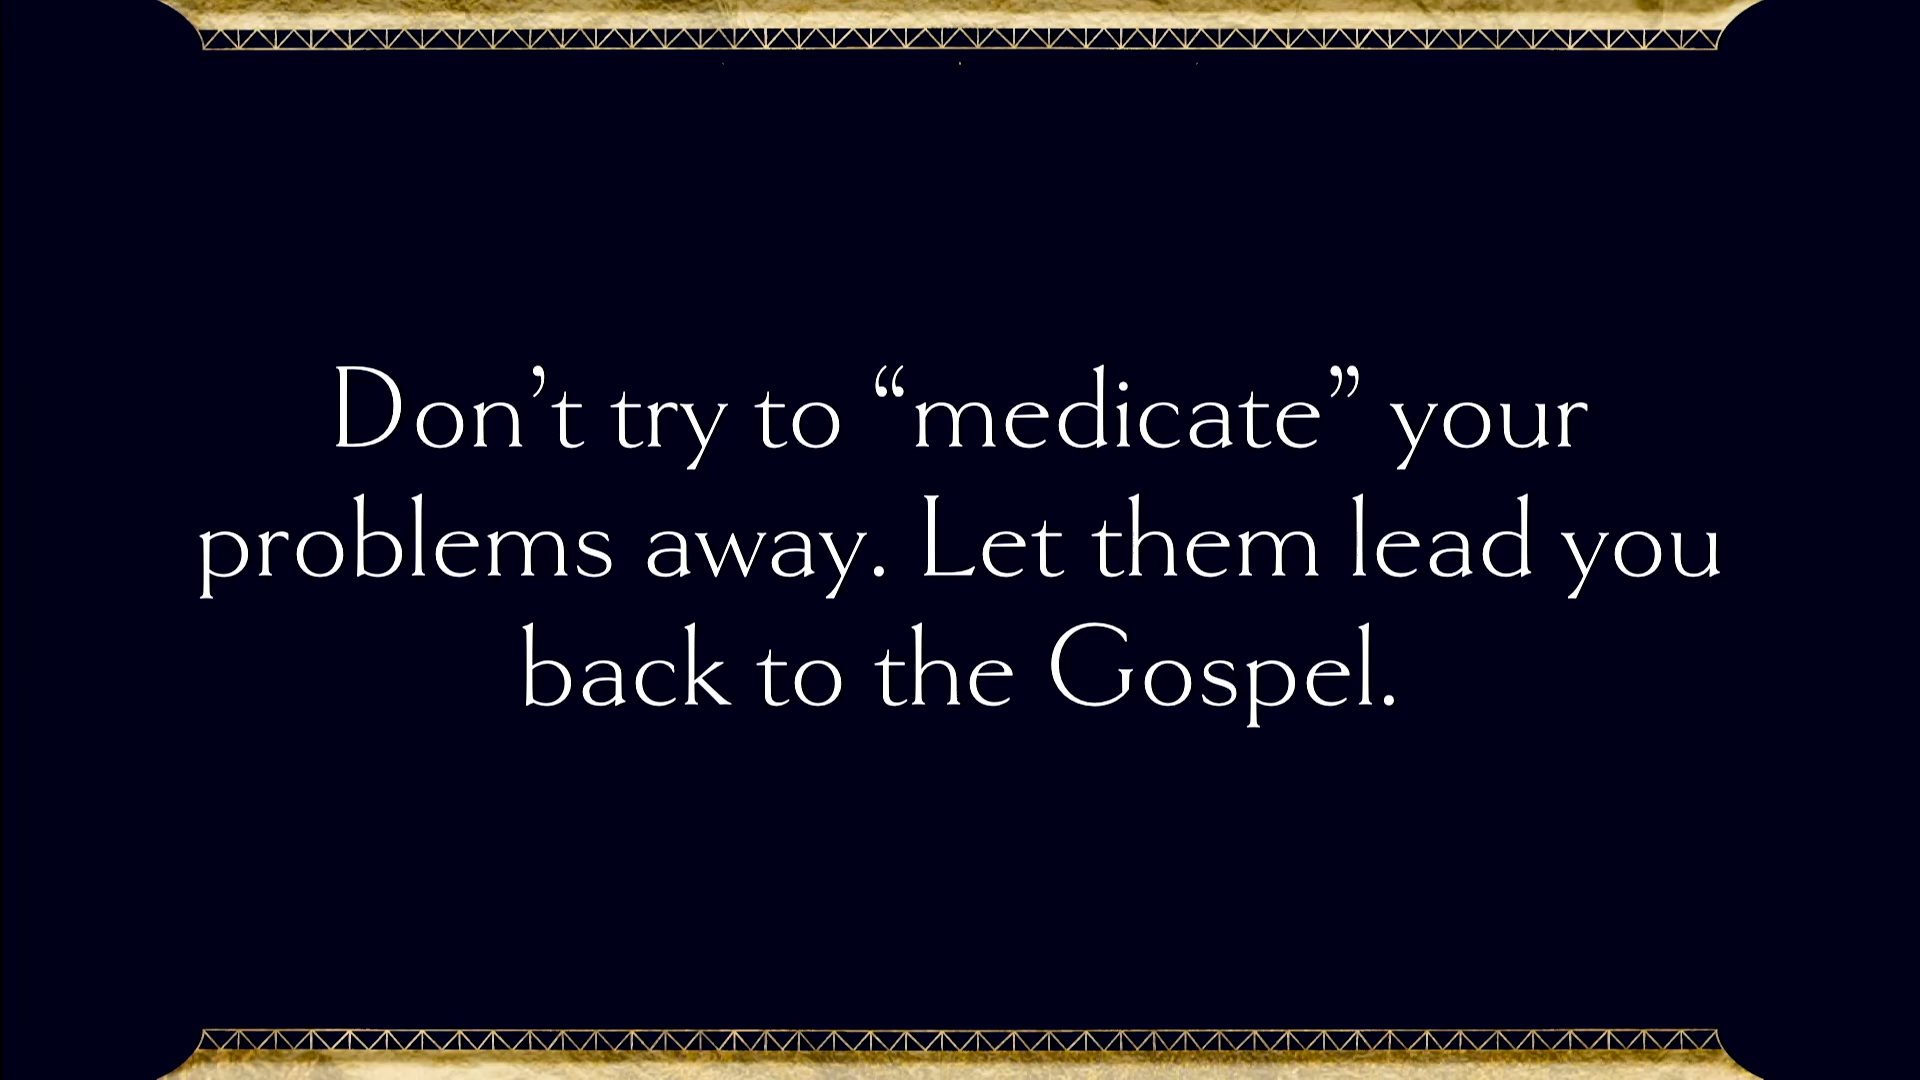 Don’t try to “medicate” your
problems away. Let them lead you
back to the Gospel.